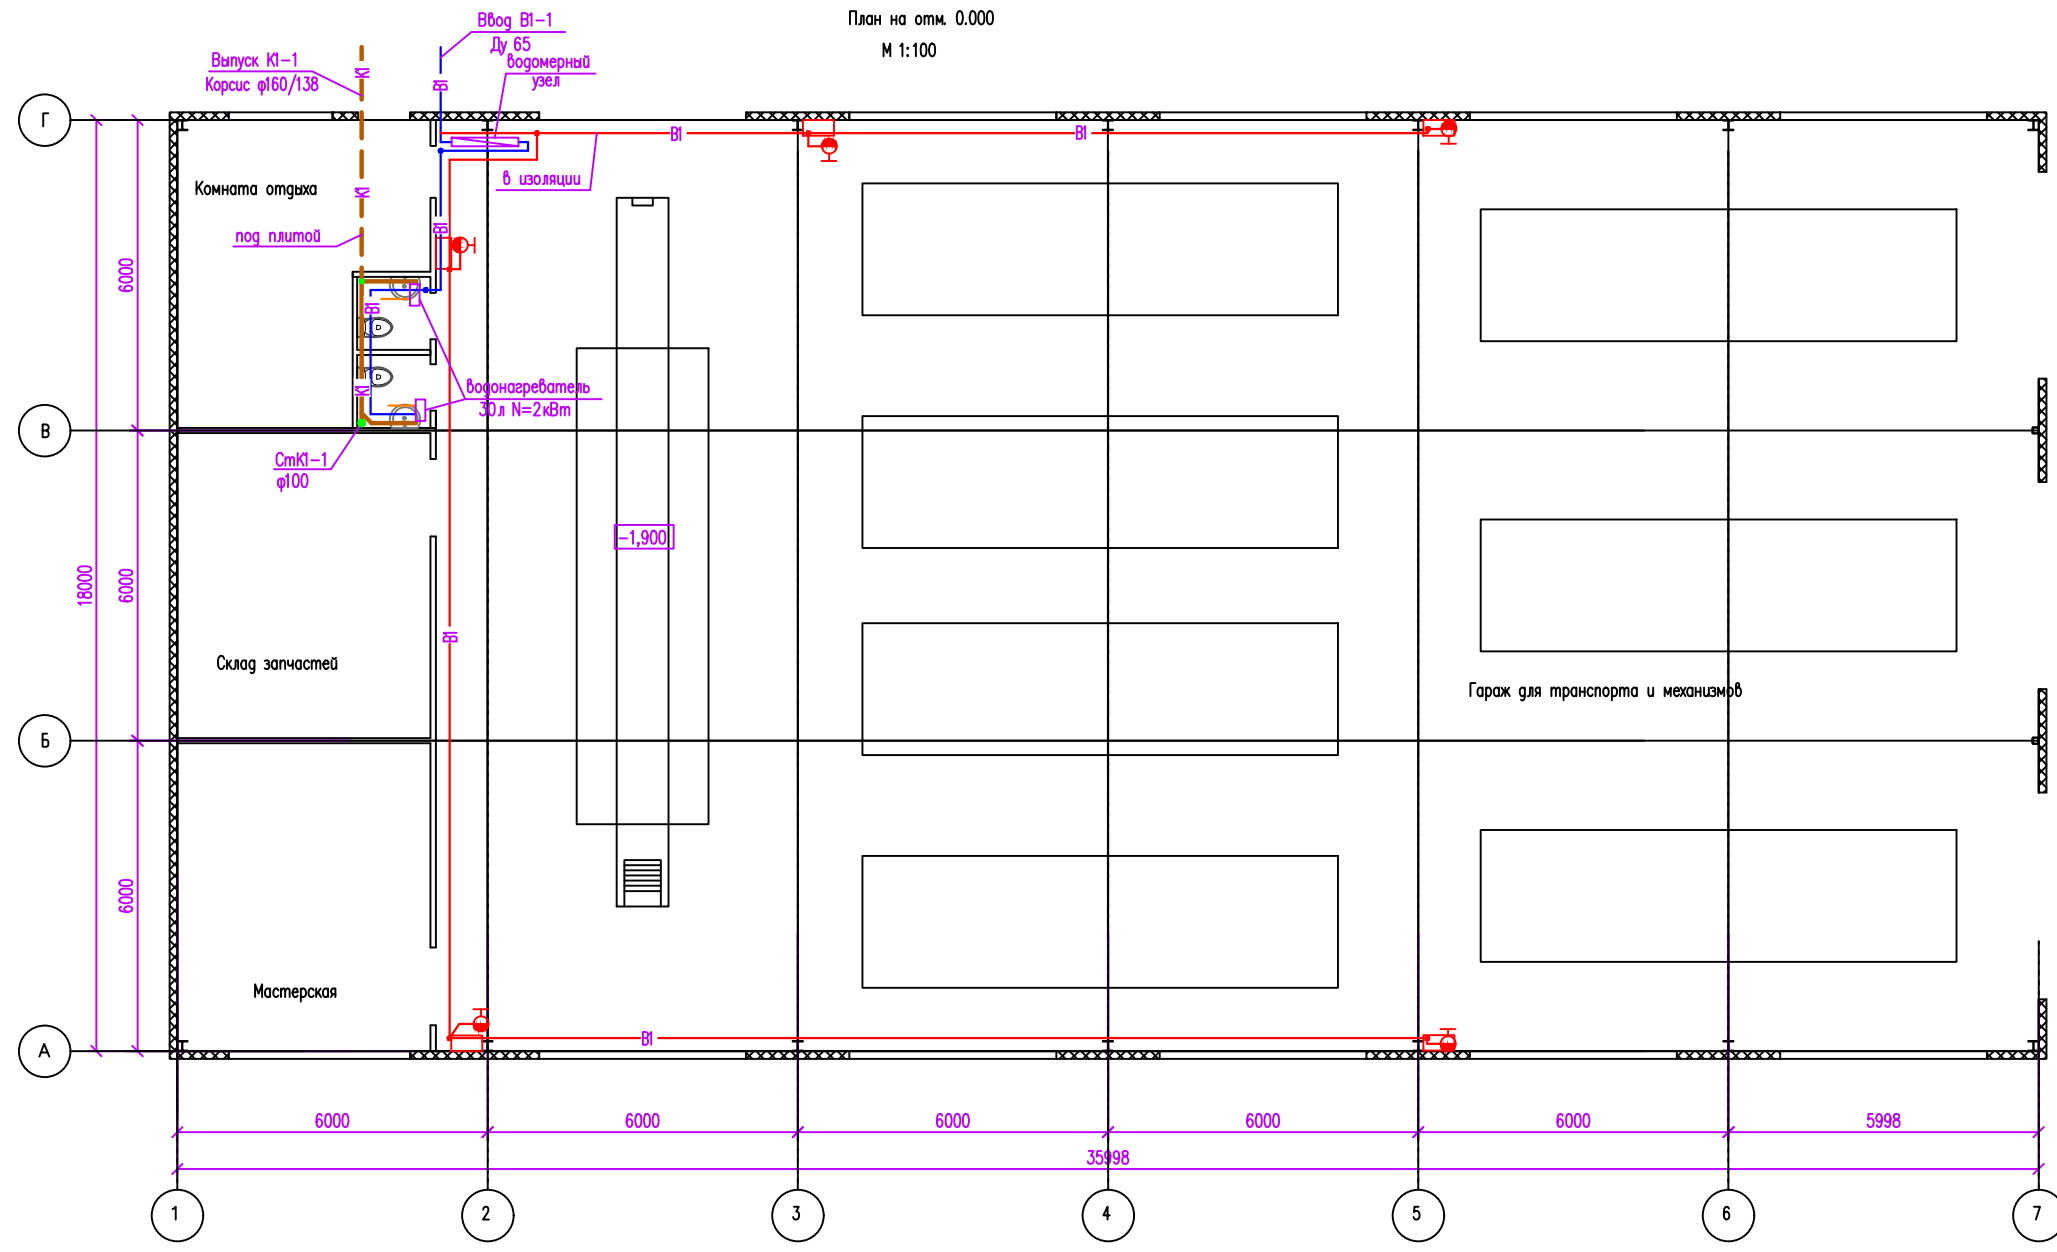 План на отм. 0.000
М 1:100
Ввод В1-1
Ду 65
водомерный
узел
Выпуск К1-1
Корсис φ160/138
К1
В1
Г
В1
В1
в изоляции
Комната отдыха
К1
под плитой
В1
6000
В1
К1
водонагреватель
30л N=2кВт
В
СтК1-1
φ100
-1,900
18000
6000
В1
Склад запчастей
Гараж для транспорта и механизмов
Б
6000
Мастерская
В1
А
6000
6000
6000
6000
6000
5998
35998
1
2
3
4
5
6
7